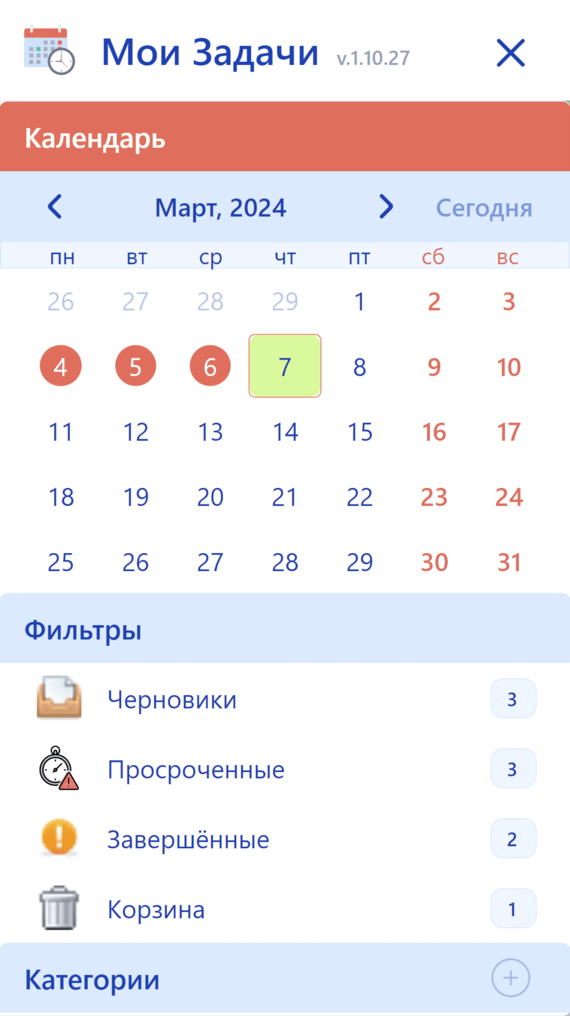 Мои Задачи v.1.10.27
Календарь
Март, 2024 Сегодня
пн вт ср чт пт сб вс
26 27 28 29 1 2 3
4 5 6 7 8 9 10
11 12 13 14 15 16 17
18 19 20 21 22 23 24
25 26 27 28 29 30 31
Фильтры
Черновики 3
Просроченные 3
Завершённые 2
Корзина 1
Категории